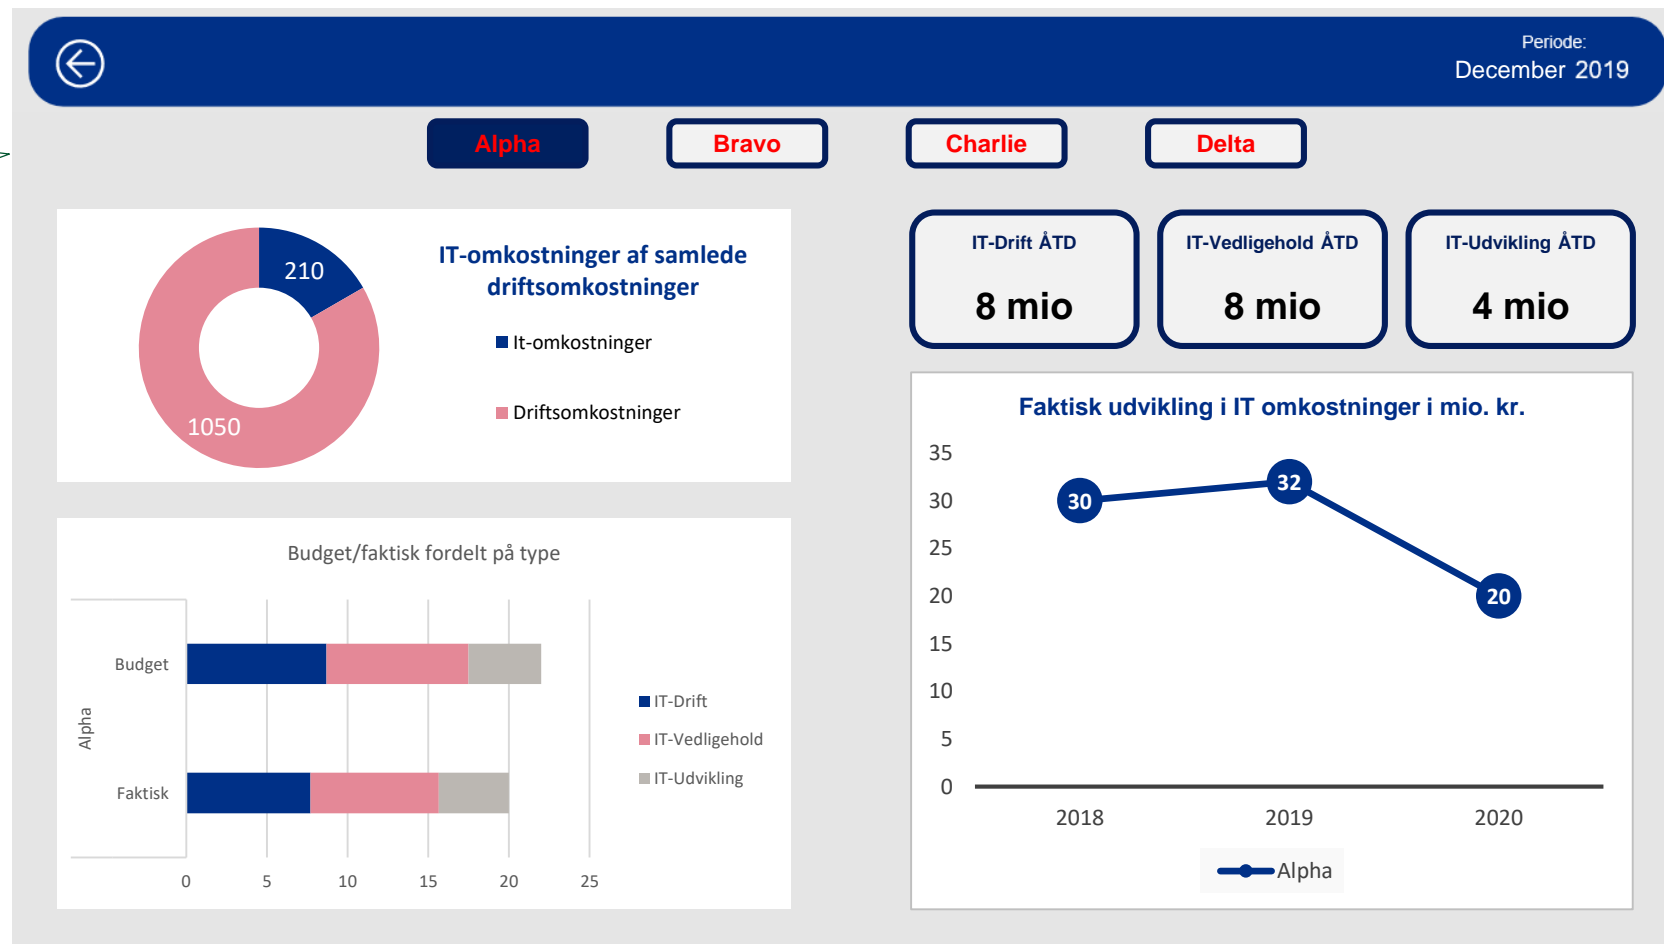 Periode:
December 2019
Alpha
Bravo
Charlie
Delta
IT-omkostninger af samlede
driftsomkostninger
210
1050
It-omkostninger
Driftsomkostninger
IT-Drift ÅTD
8 mio
IT-Vedligehold ÅTD
8 mio
IT-Udvikling ÅTD
4 mio
Budget/faktisk fordelt på type
Alpha
Budget
Faktisk
0 5 10 15 20 25
IT-Drift
IT-Vedligehold
IT-Udvikling
Faktisk udvikling i IT omkostninger i mio. kr.
35
30
25
20
15
10
5
0
30
32
20
2018 2019 2020
Alpha